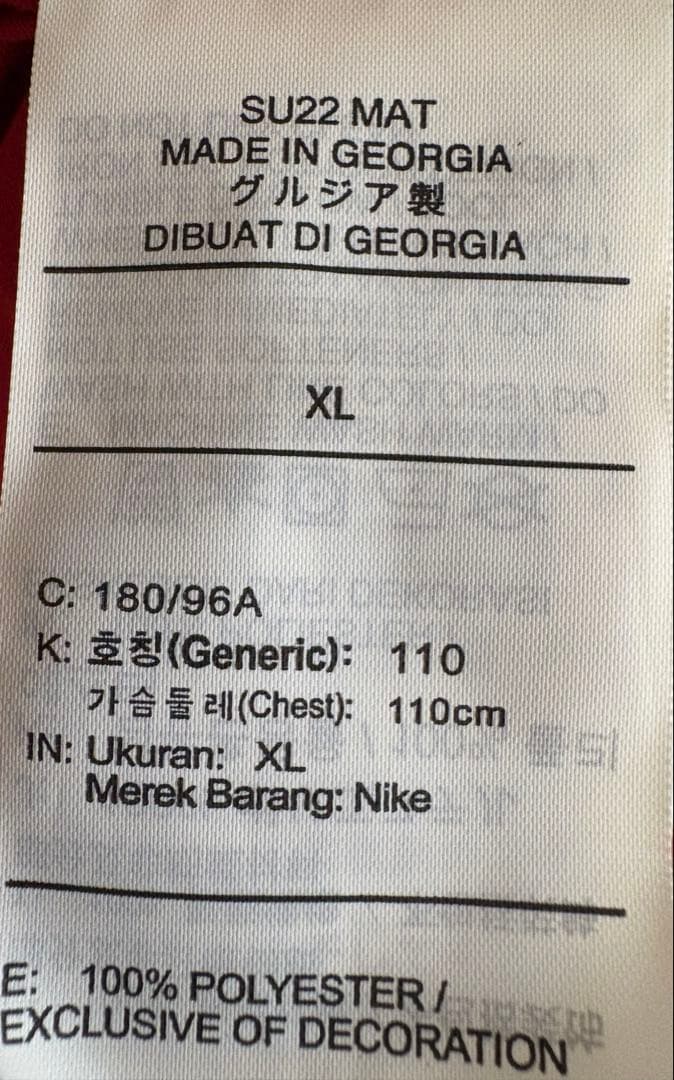 SU22 MAT
MADE IN GEORGIA
グルジア製
DIBUAT DI GEORGIA
XL
C: 180/96A
K: 호칭(Generic): 110
가슴둘레(Chest): 110cm
IN: Ukuran: XL
Merek Barang: Nike
E: 100% POLYESTER /
EXCLUSIVE OF DECORATION